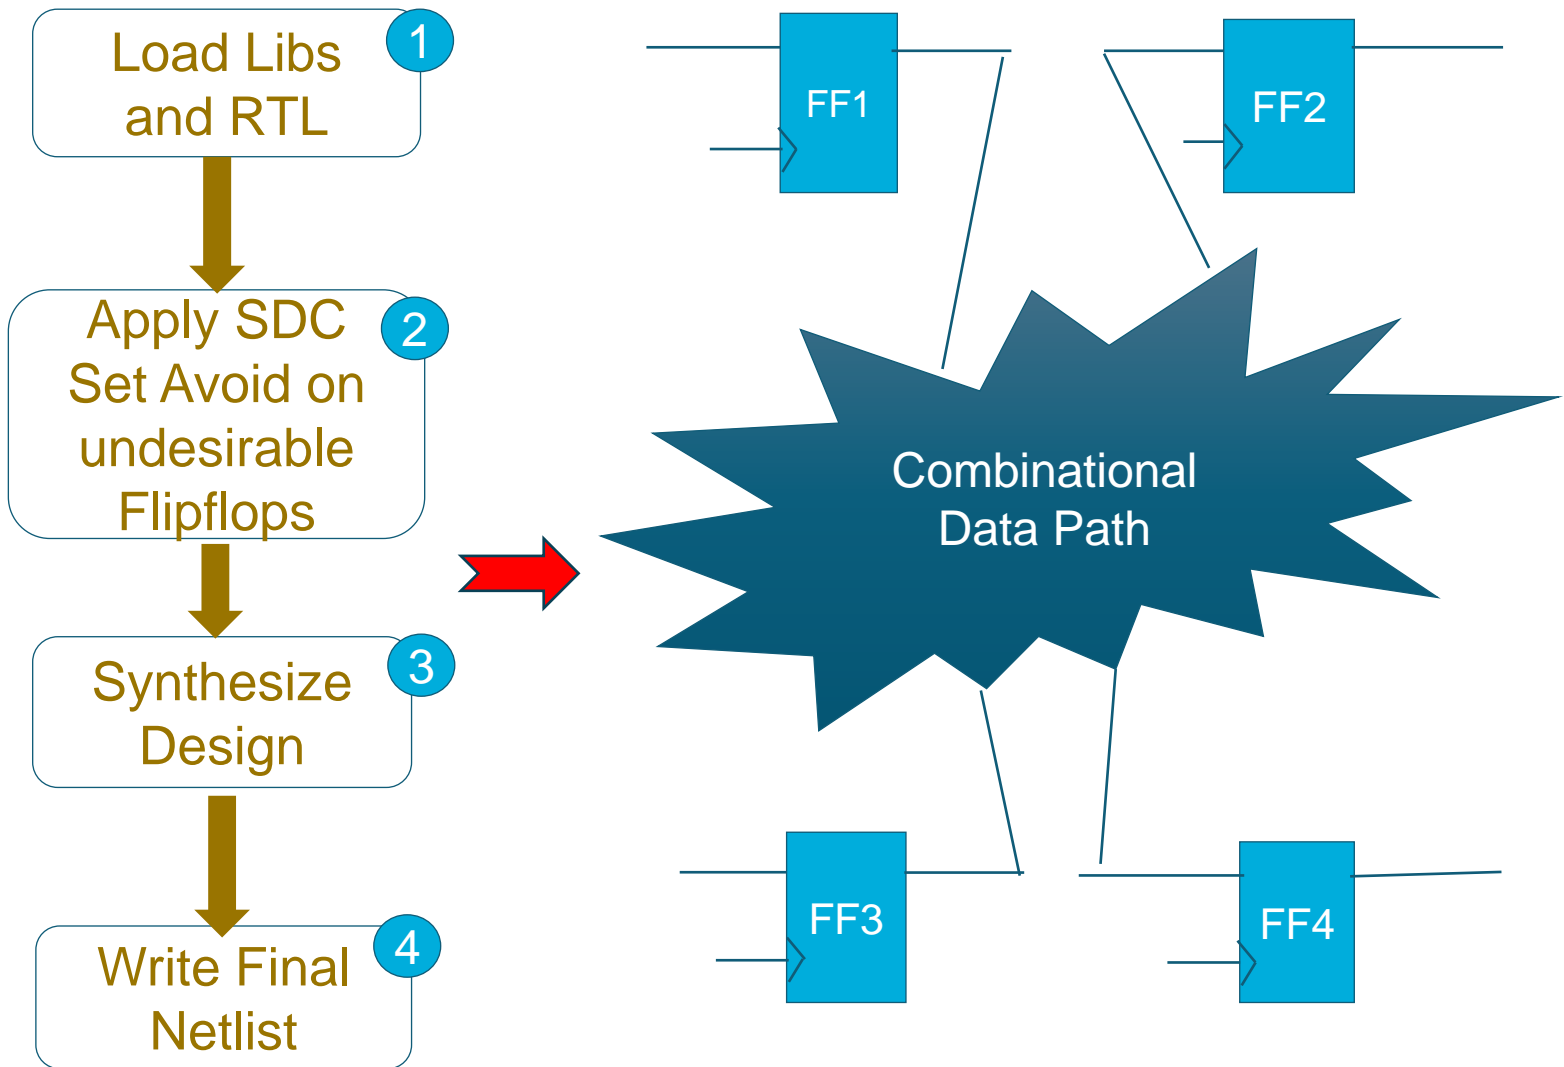 Load Libs
and RTL
1
Apply SDC
Set Avoid on
undesirable
Flipflops
2
Synthesize
Design
3
Write Final
Netlist
4
FF1
FF2
Combinational
Data Path
FF3
FF4